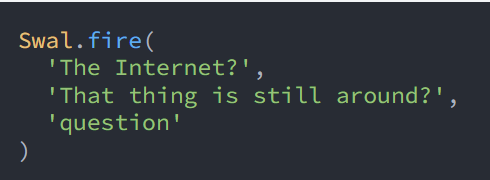 Swal.fire(
  'The Internet?',
  'That thing is still around?',
  'question'
)